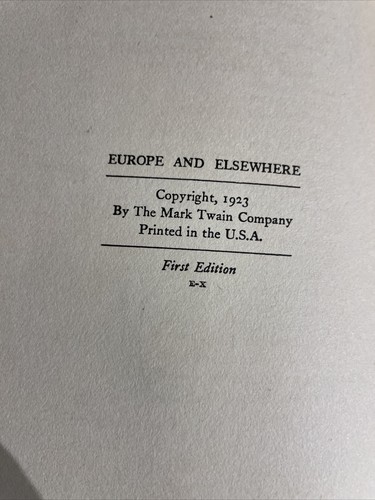 EUROPE AND ELSEWHERE
Copyright, 1923
By The Mark Twain Company
Printed in the U.S.A.
First Edition
E-X